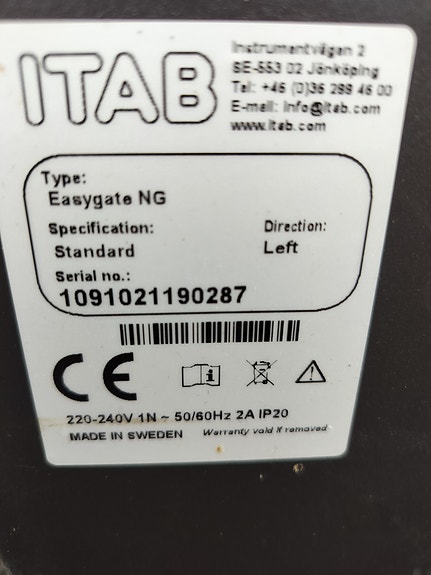 ITAB
Instrumentvägen 2
SE-553 02 Jönköping
Tel: +46 (0)36 299 46 00
E-mail: info@itab.com
www.itab.com
Type:
Easygate NG
Specification:
Direction:
Standard
Left
Serial no.:
1091021190287
CE
220-240V 1N ~ 50/60Hz 2A IP20
MADE IN SWEDEN
Warranty void if removed